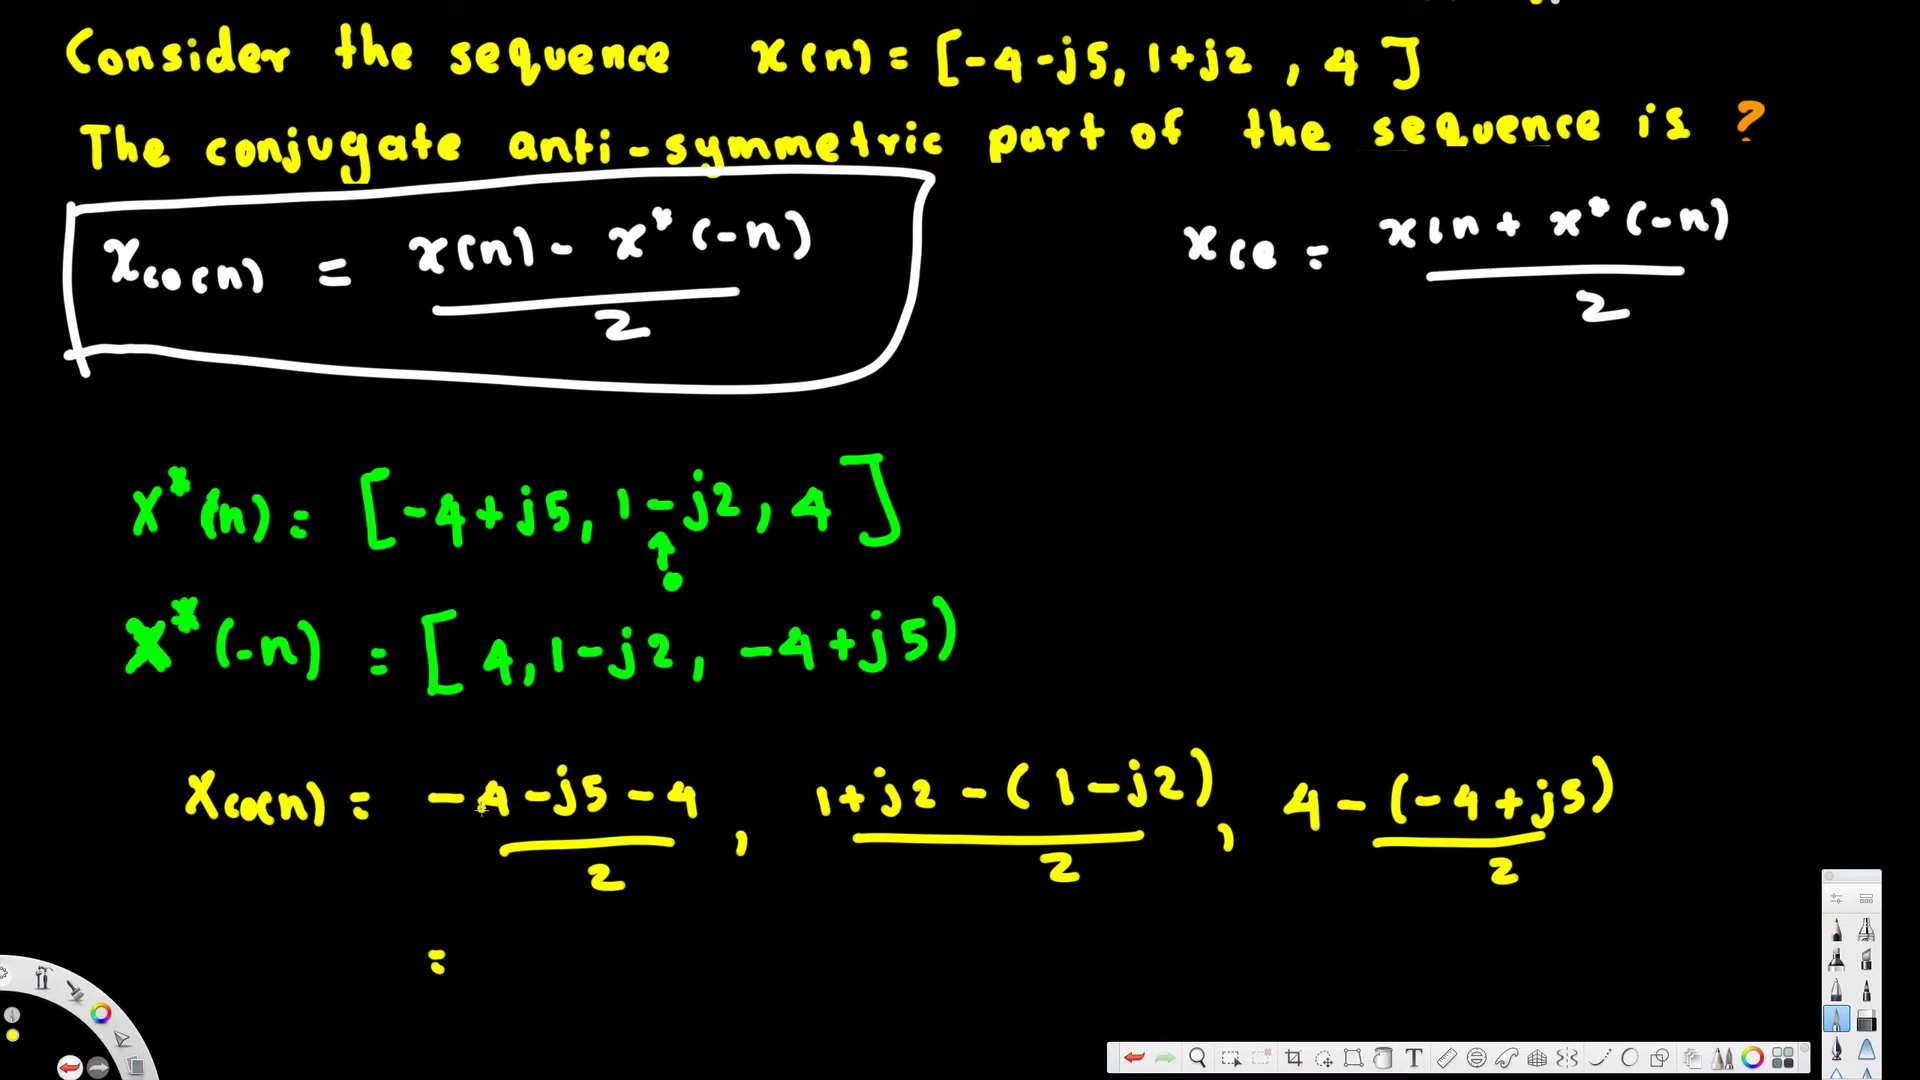 Consider the sequence x(n) = [-4-j5, 1+j2, 4]
The conjugate anti-symmetric part of the sequence is ?
xco(n) = x(n) - x*(-n) / 2
xce = x(n + x*(-n) / 2
X*(n) = [-4+j5, 1-j2, 4]
0
X*(-n) = [4, 1-j2, -4+j5)
Xco(n) = -4-j5-4 / 2 , 1+j2-(1-j2) / 2 , 4-(-4+j5) / 2
=